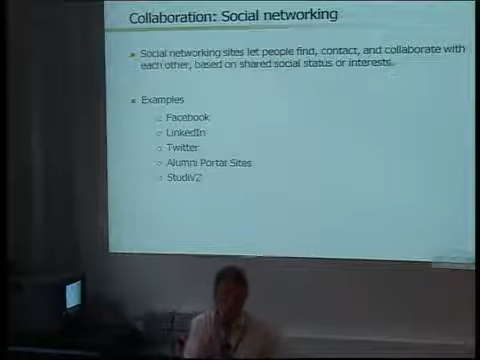 Collaboration: Social networking
Social networking sites let people find, contact, and collaborate with
each other, based on shared social status or interests.
Examples
Facebook
LinkedIn
Twitter
Alumni Portal Sites
StudiVZ